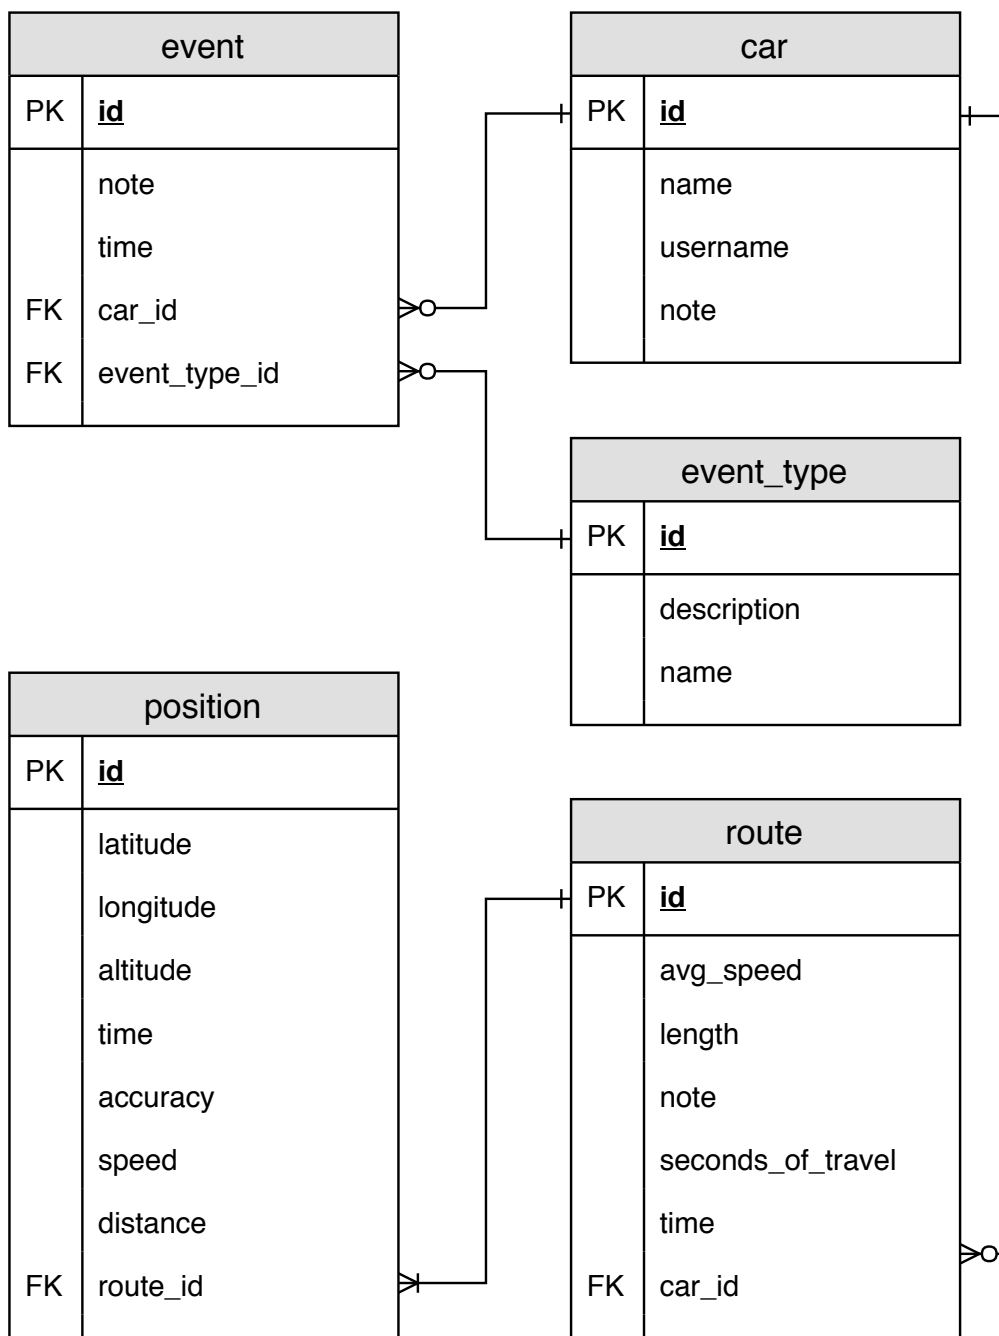 event
PK id
note
time
FK car_id
FK event_type_id
car
PK id
name
username
note
event_type
PK id
description
name
position
PK id
latitude
longitude
altitude
time
accuracy
speed
distance
FK route_id
route
PK id
avg_speed
length
note
seconds_of_travel
time
FK car_id